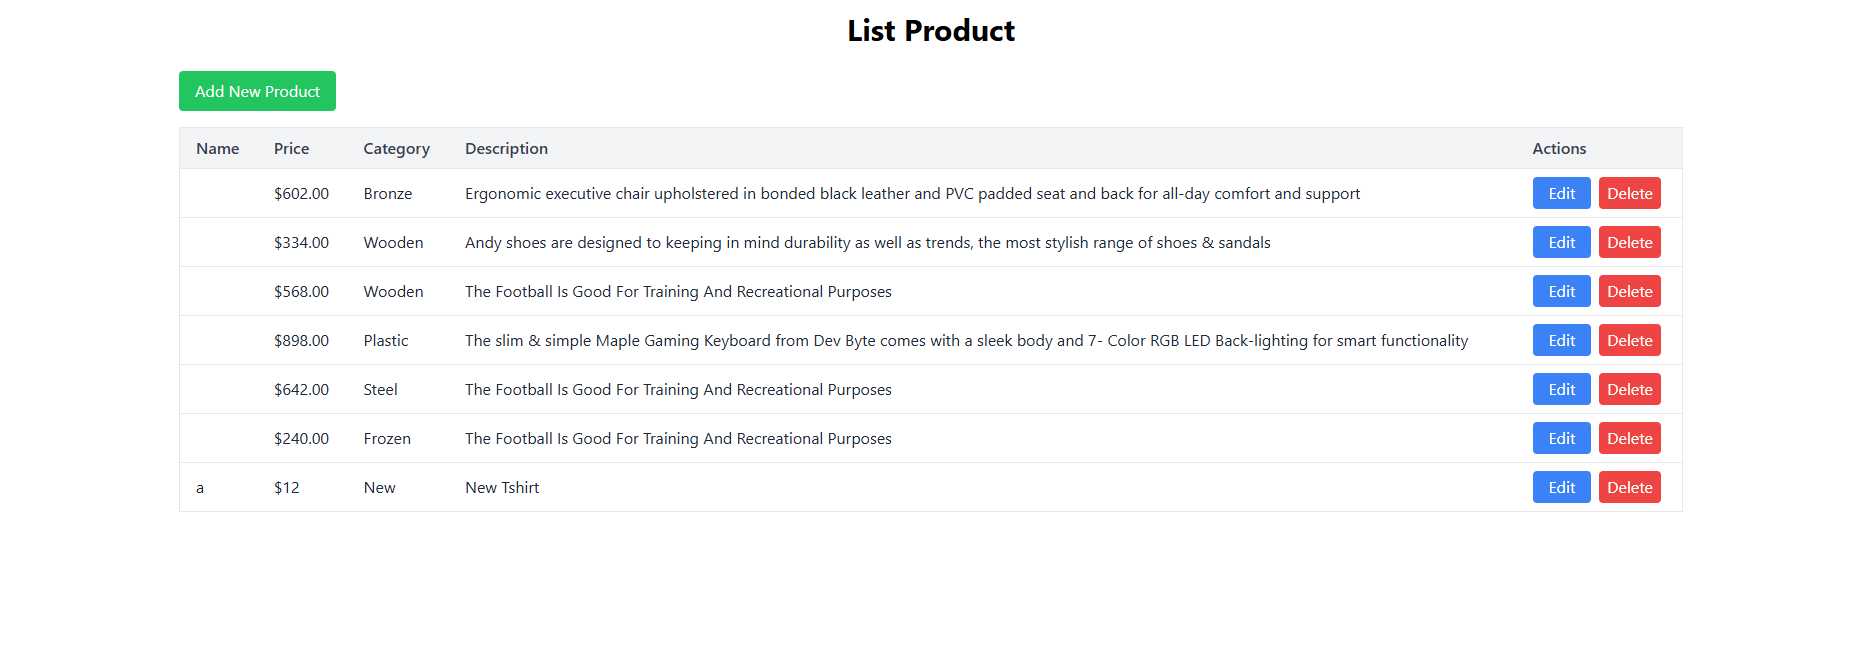 List Product
Add New Product
Name Price Category Description Actions
$602.00 Bronze Ergonomic executive chair upholstered in bonded black leather and PVC padded seat and back for all-day comfort and support Edit Delete
$334.00 Wooden Andy shoes are designed to keeping in mind durability as well as trends, the most stylish range of shoes & sandals Edit Delete
$568.00 Wooden The Football Is Good For Training And Recreational Purposes Edit Delete
$898.00 Plastic The slim & simple Maple Gaming Keyboard from Dev Byte comes with a sleek body and 7- Color RGB LED Back-lighting for smart functionality Edit Delete
$642.00 Steel The Football Is Good For Training And Recreational Purposes Edit Delete
$240.00 Frozen The Football Is Good For Training And Recreational Purposes Edit Delete
a $12 New New Tshirt Edit Delete